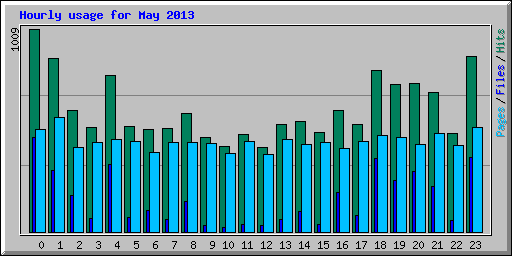 Hourly usage for May 2013
1009
Pages / Files / Hits
0 1 2 3 4 5 6 7 8 9 10 11 12 13 14 15 16 17 18 19 20 21 22 23